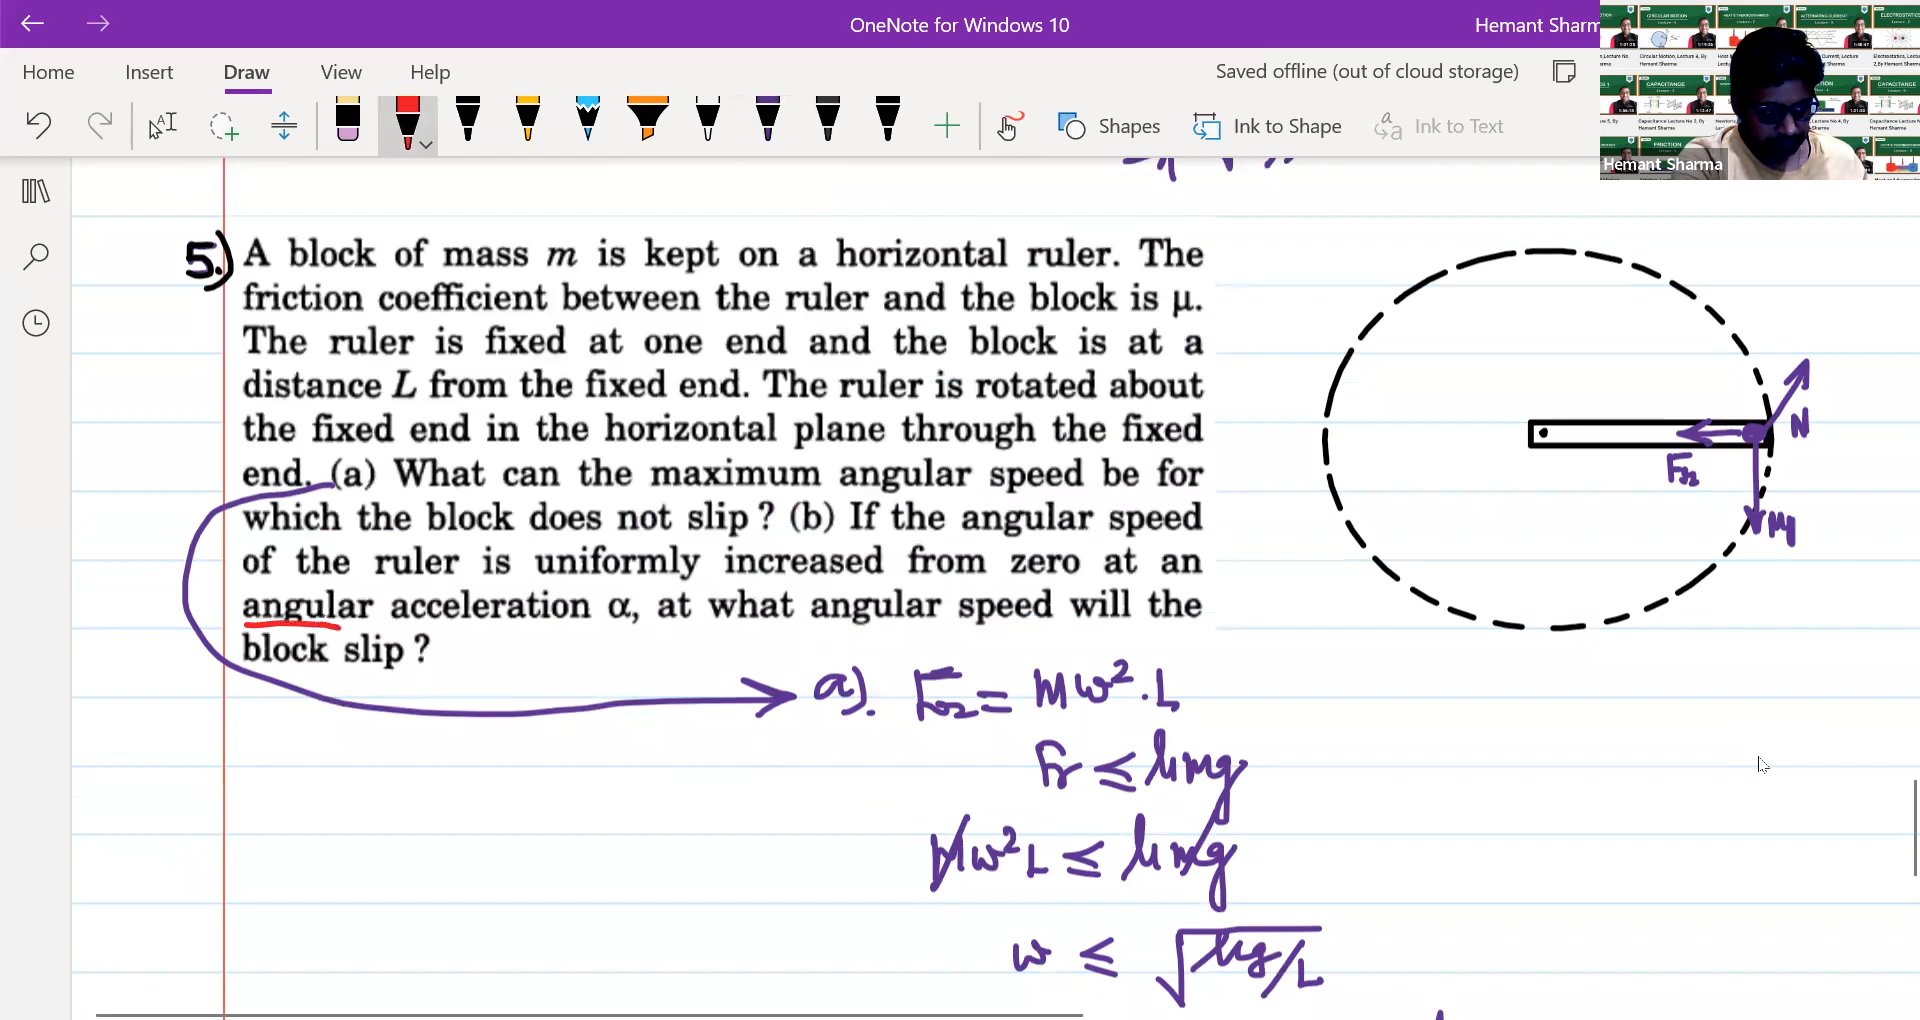 OneNote for Windows 10
Hemant Sharm
Home Insert Draw View Help
Saved offline (out of cloud storage)
Shapes
Ink to Shape
Ink to Text
Hemant Sharma
5.) A block of mass m is kept on a horizontal ruler. The
friction coefficient between the ruler and the block is μ.
The ruler is fixed at one end and the block is at a
distance L from the fixed end. The ruler is rotated about
the fixed end in the horizontal plane through the fixed
end. (a) What can the maximum angular speed be for
which the block does not slip ? (b) If the angular speed
of the ruler is uniformly increased from zero at an
angular acceleration α, at what angular speed will the
block slip ?
N
Mg
a). = Mw².L
Fr ≤ μmg
Mw²L ≤ μmg
w ≤ √μg/L